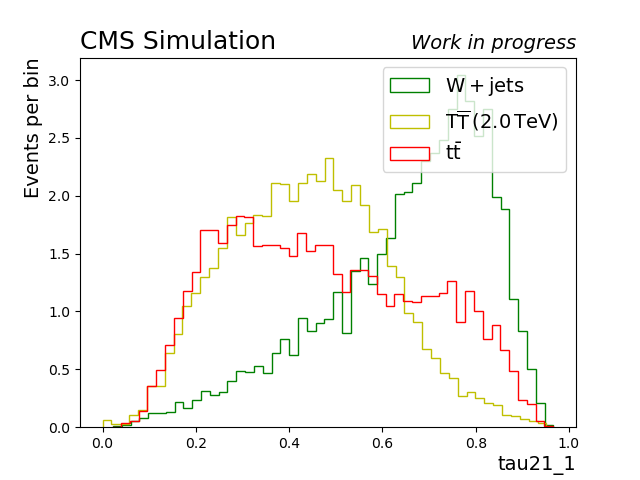 CMS Simulation Work in progress
Events per bin
3.0
2.5
2.0
1.5
1.0
0.5
0.0
W + jets
TT̅ (2.0 TeV)
tt̄
0.0 0.2 0.4 0.6 0.8 1.0
tau21_1